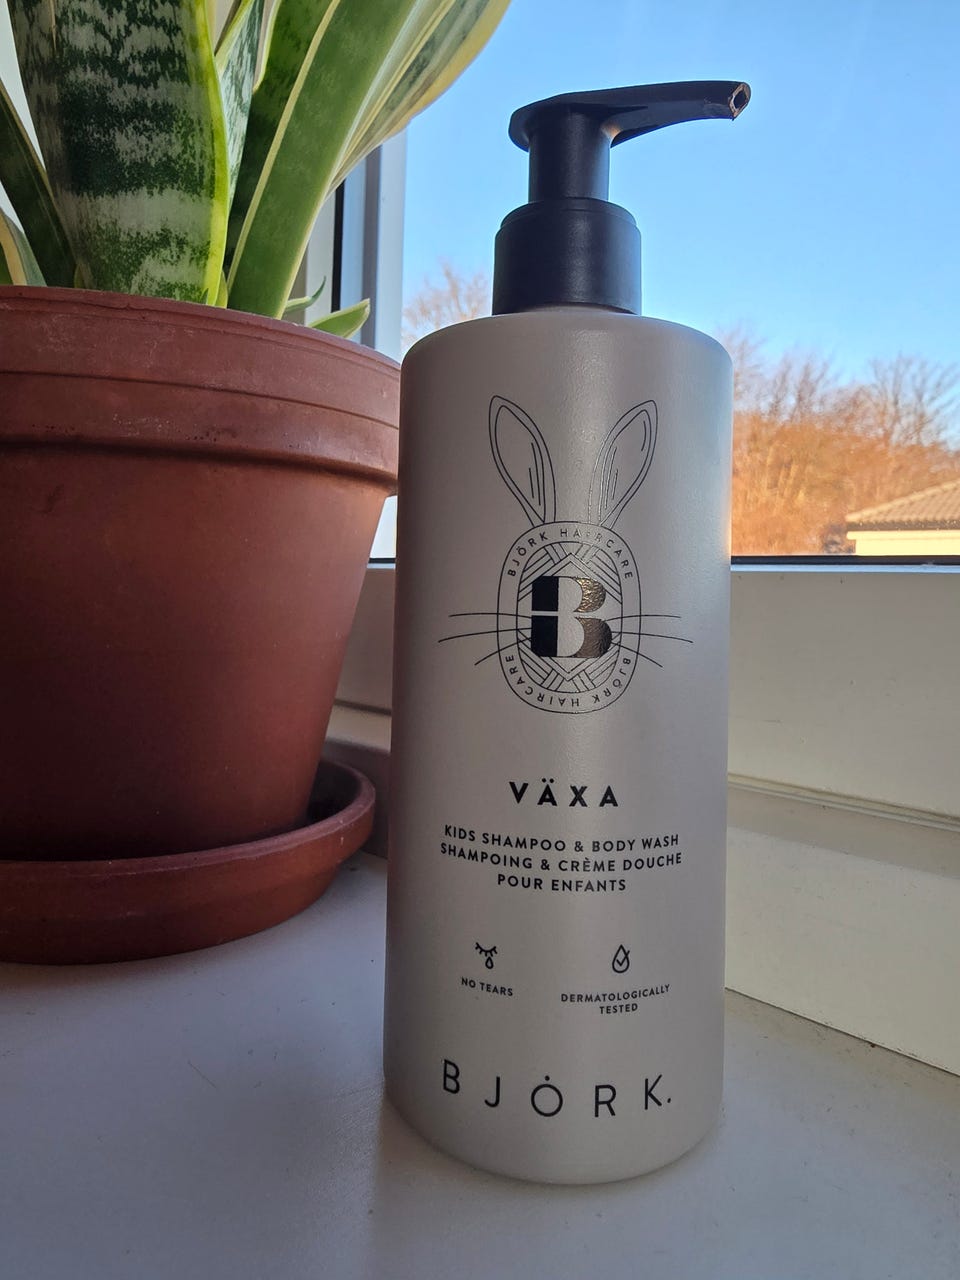 BJÖRK HAIRCARE
B
BJÖRK HAIRCARE
BJÖRK HAIRCARE
VÄXA
KIDS SHAMPOO & BODY WASH
SHAMPOING & CRÈME DOUCHE
POUR ENFANTS
NO TEARS
DERMATOLOGICALLY
TESTED
BJȮRK.